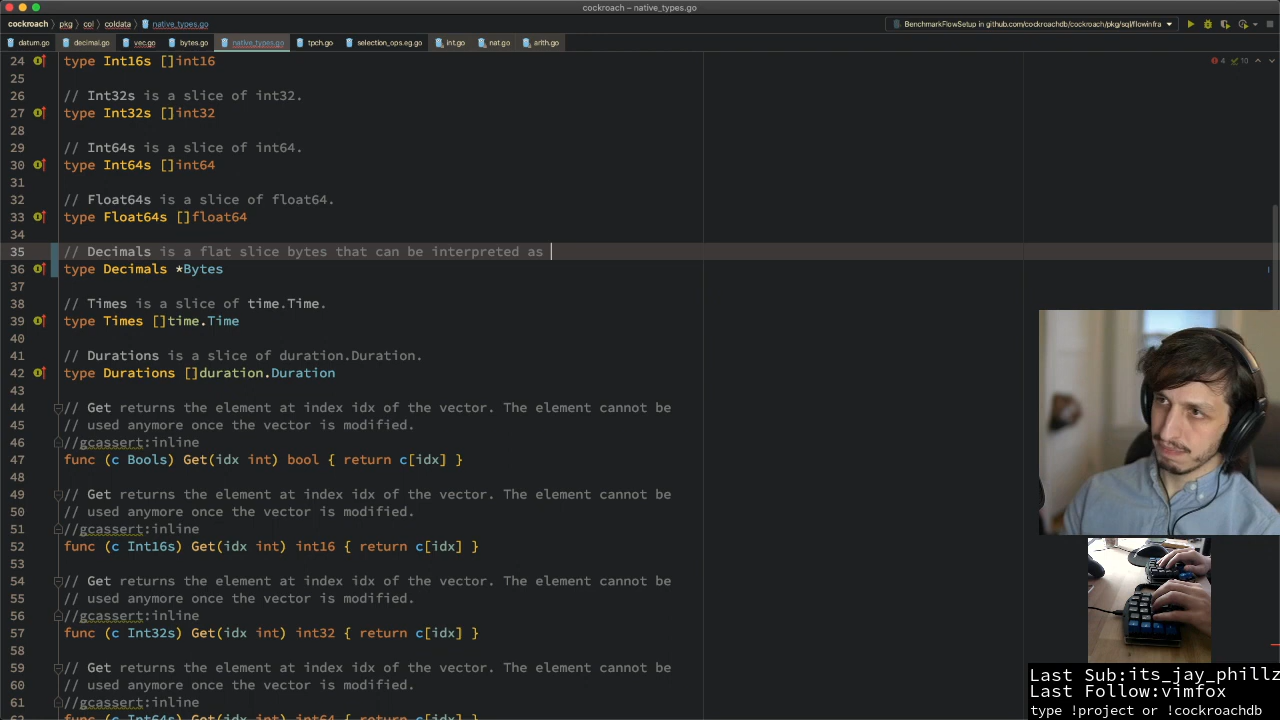 cockroach – native_types.go
cockroach pkg col coldata native_types.go
BenchmarkFlowSetup in github.com/cockroachdb/cockroach/pkg/sql/flowinfra
datum.go decimal.go vec.go bytes.go native_types.go tpch.go selection_ops.eg.go int.go nat.go arith.go
4 10
24 type Int16s []int16
25
26 // Int32s is a slice of int32.
27 type Int32s []int32
28
29 // Int64s is a slice of int64.
30 type Int64s []int64
31
32 // Float64s is a slice of float64.
33 type Float64s []float64
34
35 // Decimals is a flat slice bytes that can be interpreted as
36 type Decimals *Bytes
37
38 // Times is a slice of time.Time.
39 type Times []time.Time
40
41 // Durations is a slice of duration.Duration.
42 type Durations []duration.Duration
43
44 // Get returns the element at index idx of the vector. The element cannot be
45 // used anymore once the vector is modified.
46 //gcassert:inline
47 func (c Bools) Get(idx int) bool { return c[idx] }
48
49 // Get returns the element at index idx of the vector. The element cannot be
50 // used anymore once the vector is modified.
51 //gcassert:inline
52 func (c Int16s) Get(idx int) int16 { return c[idx] }
53
54 // Get returns the element at index idx of the vector. The element cannot be
55 // used anymore once the vector is modified.
56 //gcassert:inline
57 func (c Int32s) Get(idx int) int32 { return c[idx] }
58
59 // Get returns the element at index idx of the vector. The element cannot be
60 // used anymore once the vector is modified.
61 //gcassert:inline
62 func (c Int64s) Get(idx int) int64 { return c[idx] }
Last Sub:its_jay_phillz
Last Follow:vimfox
type !project or !cockroachdb